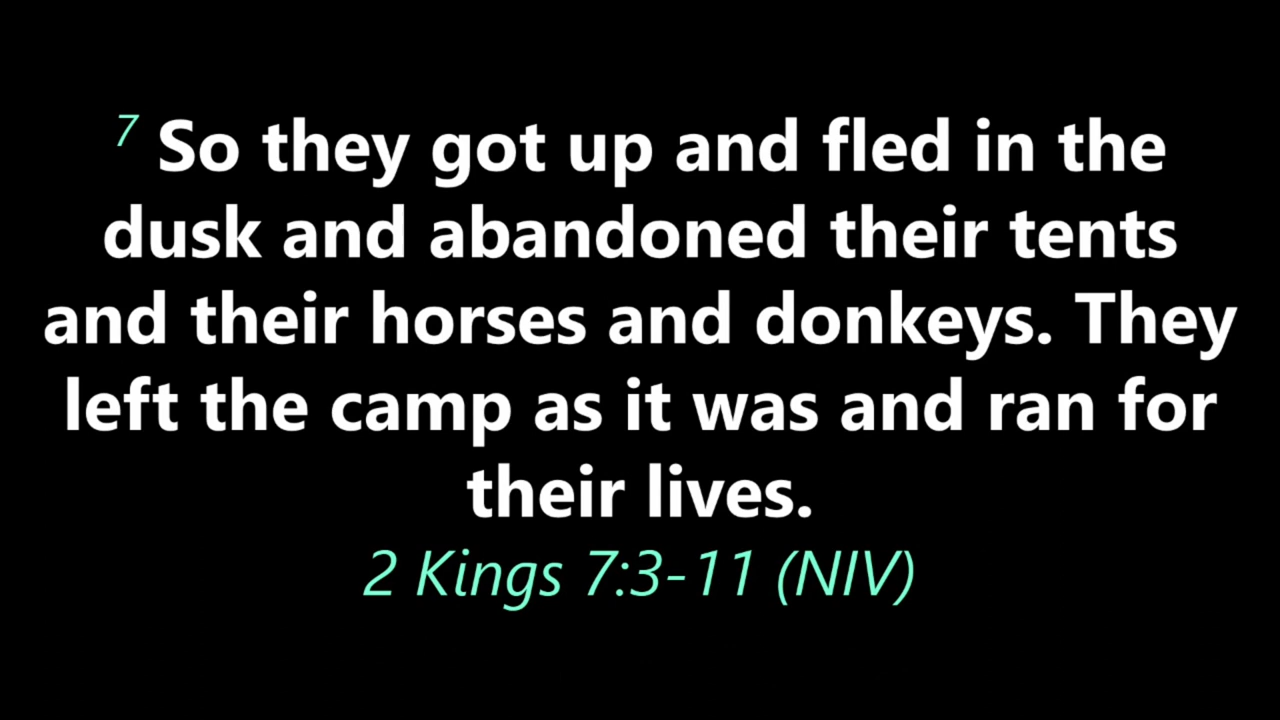 7 So they got up and fled in the
dusk and abandoned their tents
and their horses and donkeys. They
left the camp as it was and ran for
their lives.
2 Kings 7:3-11 (NIV)